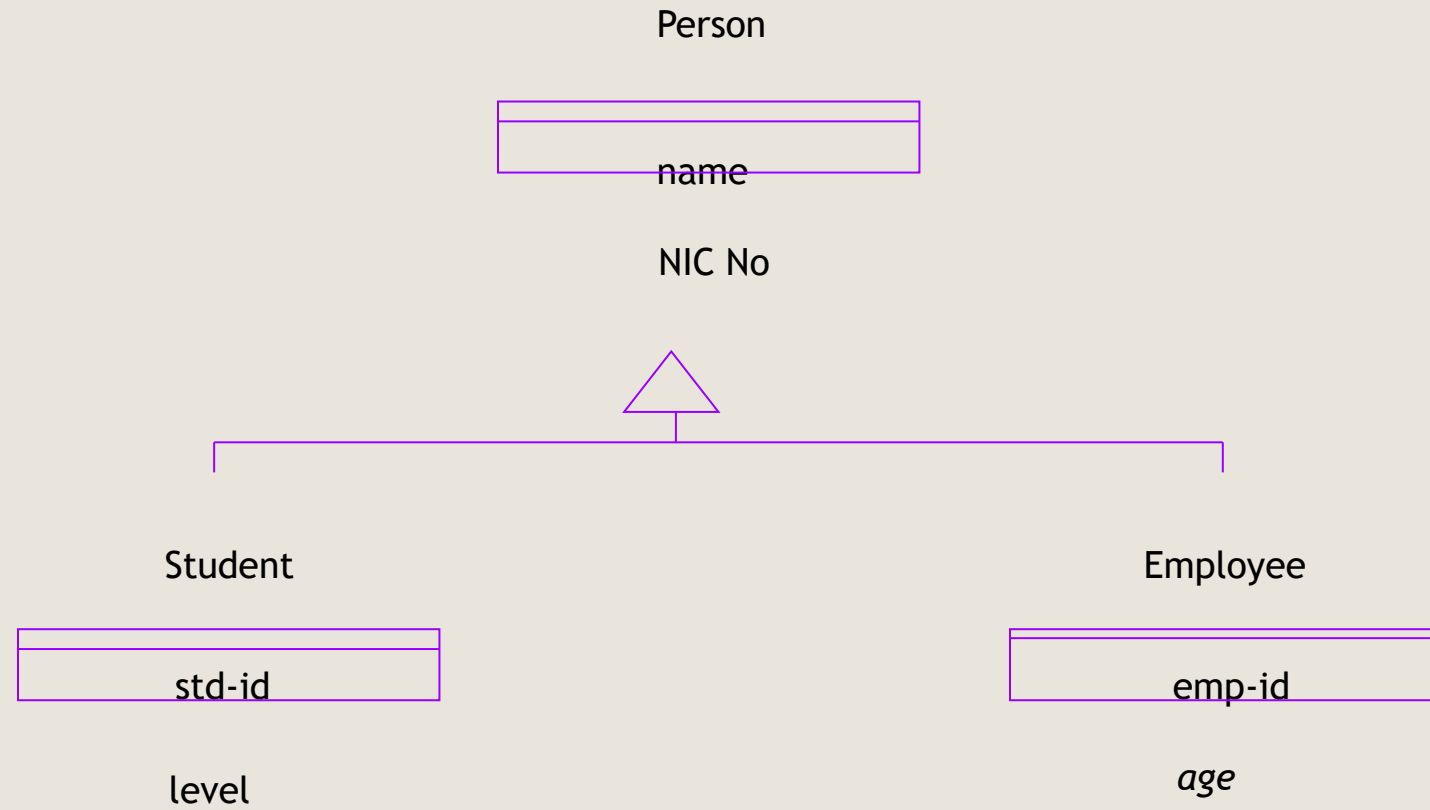 Person
name
NIC No
Student
Employee
std-id
emp-id
level
age